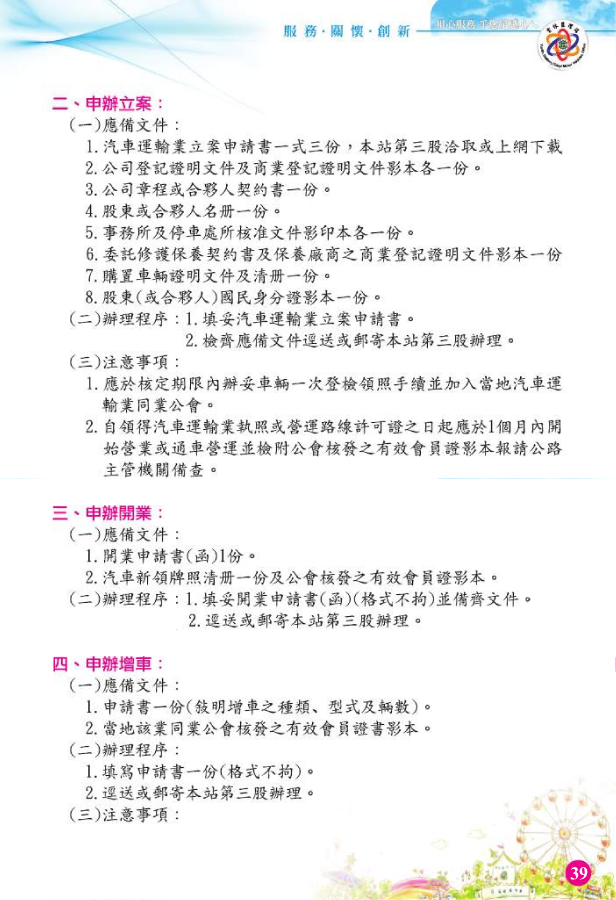 服務·關懷·創新
二、申辦立案：
(一)應備文件：
1.汽車運輸業立案申請書一式三份，本站第三股洽取或上網下載
2.公司登記證明文件及商業登記證明文件影本各一份。
3.公司章程或合夥人契約書一份。
4.股東或合夥人名册一份。
5.事務所及停車處所核准文件影印本各一份。
6.委託修護保養契約書及保養廠商之商業登記證明文件影本一份
7.購置車輛證明文件及清册一份。
8.股東(或合夥人)國民身分證影本一份。
(二)辦理程序：1.填妥汽車運輸業立案申請書。
2.檢齊應備文件逕送或郵寄本站第三股辦理。
(三)注意事項：
1.應於核定期限內辦妥車輛一次登檢領照手續並加入當地汽車運
輸業同業公會。
2.自領得汽車運輸業執照或營運路線許可證之日起應於1個月內開
始營業或通車營運並檢附公會核發之有效會員證影本報請公路
主管機關備查。
三、申辦開業：
(一)應備文件：
1.開業申請書(函)1份。
2.汽車新領牌照清册一份及公會核發之有效會員證影本。
(二)辦理程序：1.填妥開業申請書(函)(格式不拘)並備齊文件。
2.逕送或郵寄本站第三股辦理。
四、申辦增車：
(一)應備文件：
1.申請書一份(敍明增車之種類、型式及輛數)。
2.當地該業同業公會核發之有效會員證書影本。
(二)辦理程序：
1.填寫申請書一份(格式不拘)。
2.逕送或郵寄本站第三股辦理。
(三)注意事項：
39